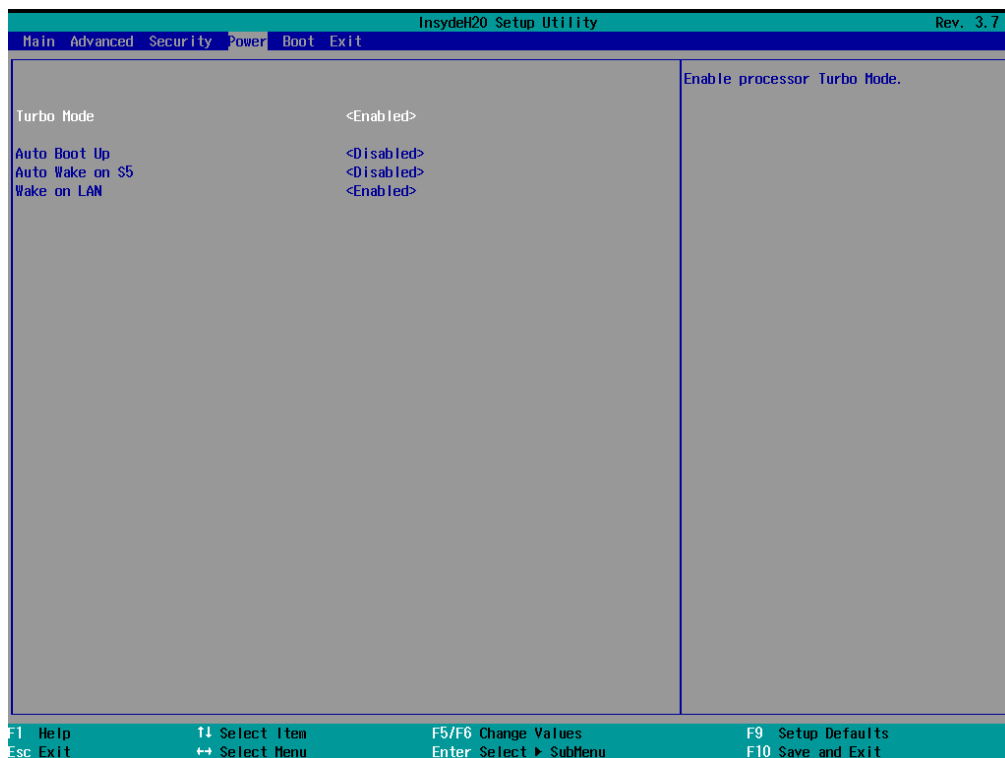 InsydeH20 Setup Utility Rev. 3.7
Main Advanced Security Power Boot Exit
Enable processor Turbo Mode.
Turbo Mode <Enabled>
Auto Boot Up <Disabled>
Auto Wake on S5 <Disabled>
Wake on LAN <Enabled>
F1 Help ↑↓ Select Item F5/F6 Change Values F9 Setup Defaults
Esc Exit ↔ Select Menu Enter Select ▶ SubMenu F10 Save and Exit